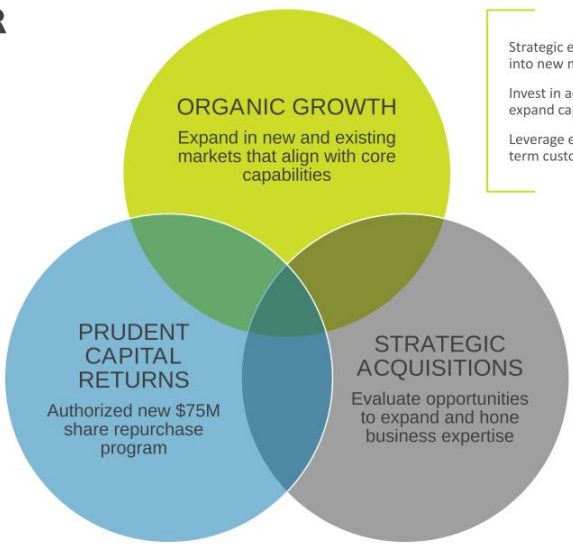 R
ORGANIC GROWTH
Expand in new and existing
markets that align with core
capabilities
Strategic
into new
Invest in
expand
Leverage
term
PRUDENT
CAPITAL
RETURNS
Authorized new $75M
share repurchase
program
STRATEGIC
ACQUISITIONS
Evaluate opportunities
to expand and hone
business expertise